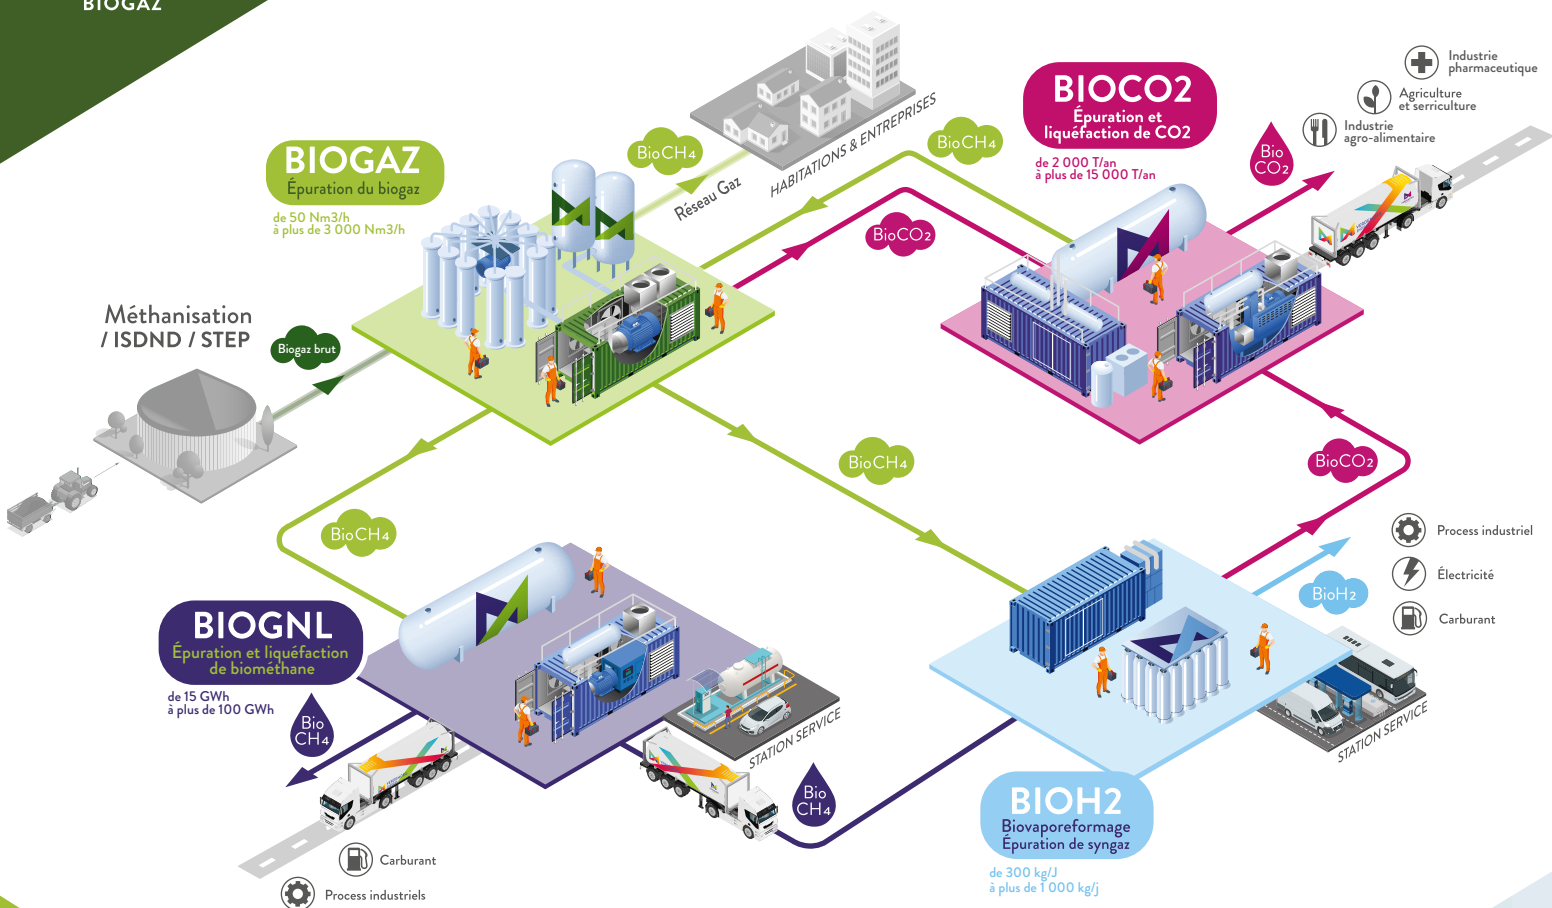 BIOGAZ
BIOGAZ
Épuration du biogaz
de 50 Nm3/h
à plus de 3 000 Nm3/h
BioCH4
Réseau Gaz
HABITATIONS & ENTREPRISES
BioCH4
BioCO2
BIOCO2
Épuration et
liquéfaction de CO2
de 2 000 T/an
à plus de 15 000 T/an
Bio
CO2
Industrie
pharmaceutique
Agriculture
et serriculture
Industrie
agro-alimentaire
Méthanisation
/ ISDND / STEP
Biogaz brut
BioCH4
BioCH4
BioCO2
BIOGNL
Épuration et liquéfaction
de biométhane
de 15 GWh
à plus de 100 GWh
Bio
CH4
STATION SERVICE
Bio
CH4
Carburant
Process industriels
BioH2
Process industriel
Électricité
Carburant
STATION SERVICE
BIOH2
Biovaporeformage
Épuration de syngaz
de 300 kg/J
à plus de 1 000 kg/j